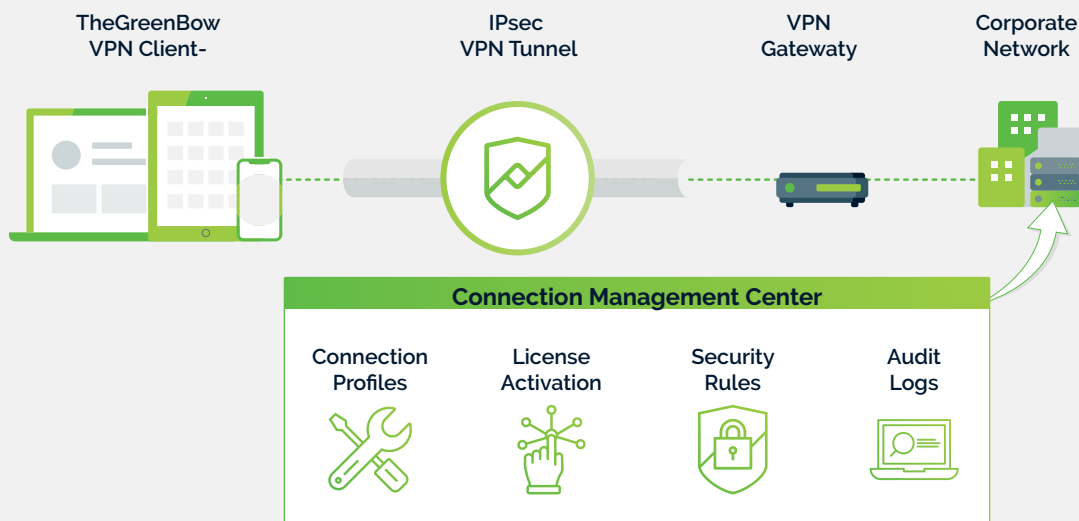 TheGreenBow
VPN Client-
IPsec
VPN Tunnel
VPN
Gatewaty
Corporate
Network
Connection Management Center
Connection
Profiles
License
Activation
Security
Rules
Audit
Logs